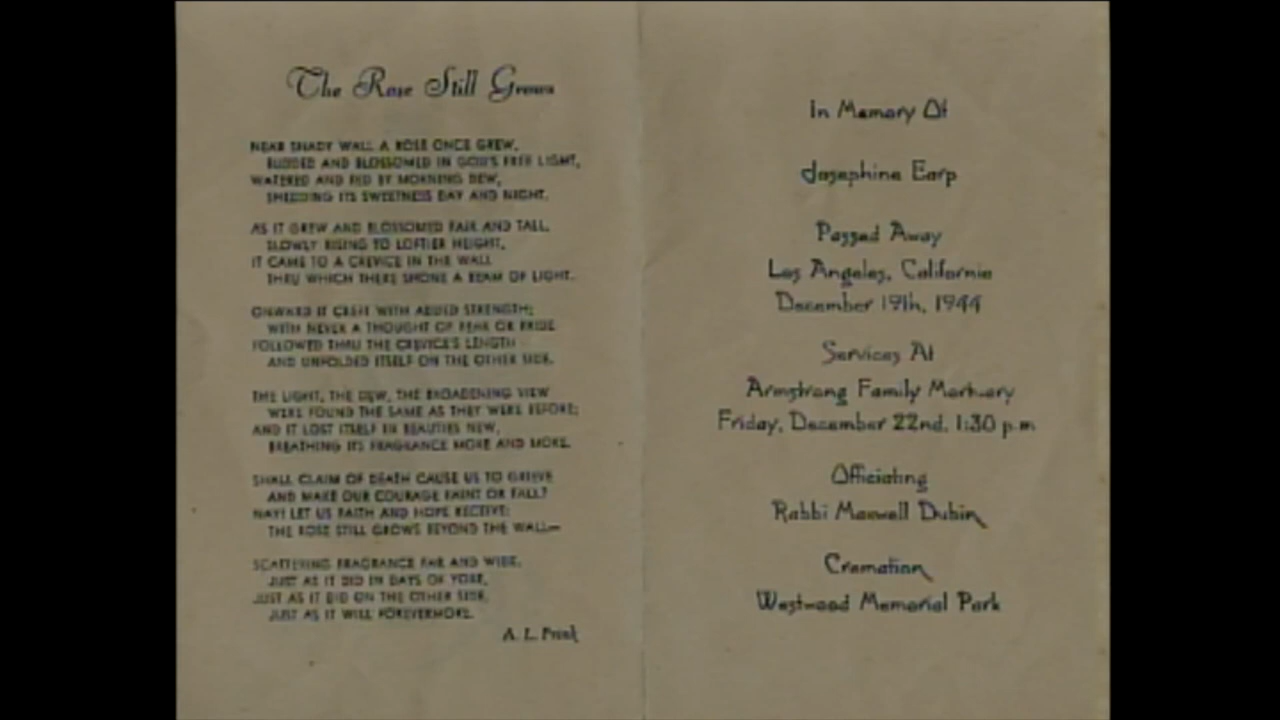 The Rose Still Grows
NEAR SHADY WALL A ROSE ONCE GREW,
BUDDED AND BLOSSOMED IN GOD'S FREE LIGHT,
WATERED AND FED BY MORNING DEW,
SHEDDING ITS SWEETNESS DAY AND NIGHT.
AS IT GREW AND BLOSSOMED FAIR AND TALL,
SLOWLY RISING TO LOFTIER HEIGHT,
IT CAME TO A CREVICE IN THE WALL
THRU WHICH THERE SHONE A BEAM OF LIGHT.
ONWARD IT CREPT WITH ADDED STRENGTH;
WITH NEVER A THOUGHT OF FEAR OR PRIDE
FOLLOWED THRU THE CREVICE'S LENGTH
AND UNFOLDED ITSELF ON THE OTHER SIDE.
THE LIGHT, THE DEW, THE BROADENING VIEW
WERE FOUND THE SAME AS THEY WERE BEFORE;
AND IT LOST ITSELF IN BEAUTIES NEW,
BREATHING ITS FRAGRANCE MORE AND MORE.
SHALL CLAIM OF DEATH CAUSE US TO GRIEVE
AND MAKE OUR COURAGE FAINT OR FALL?
NAY! LET US FAITH AND HOPE RECEIVE:
THE ROSE STILL GROWS BEYOND THE WALL—
SCATTERING FRAGRANCE FAR AND WIDE,
JUST AS IT DID IN DAYS OF YORE,
JUST AS IT DID ON THE OTHER SIDE,
JUST AS IT WILL FOREVERMORE.
A. L. Frink
In Memory Of
Josephine Earp
Passed Away
Los Angeles, California
December 19th, 1944
Services At
Armstrong Family Mortuary
Friday, December 22nd, 1:30 p.m.
Officiating
Rabbi Maxwell Dubin
Cremation
Westwood Memorial Park